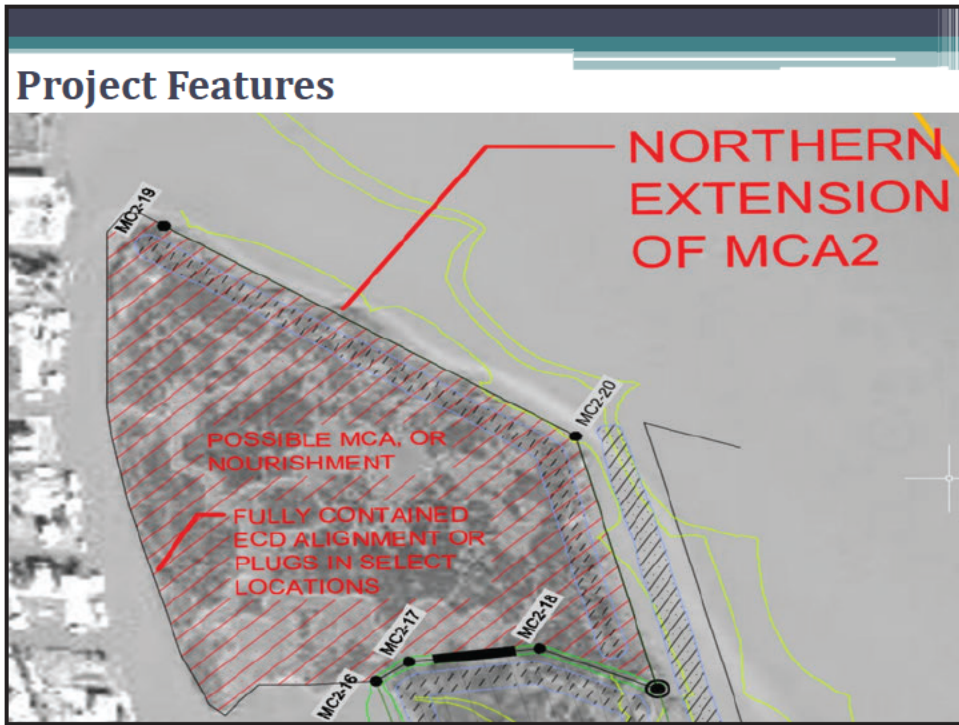 Project Features
NORTHERN
EXTENSION
OF MCA2
MC2-19
MC2-20
POSSIBLE MCA, OR
NOURISHMENT
FULLY CONTAINED
ECD ALIGNMENT OR
PLUGS IN SELECT
LOCATIONS
MC2-18
MC2-17
MC2-16